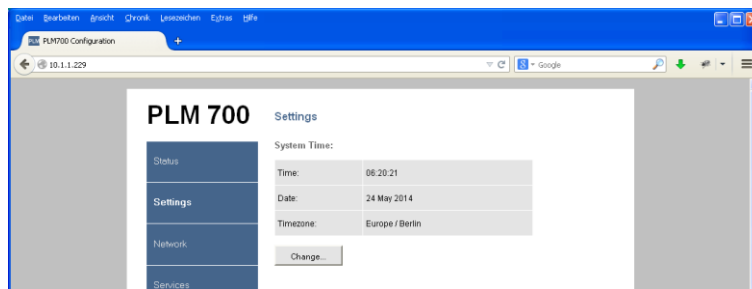 Datei Bearbeiten Ansicht Chronik Lesezeichen Extras Hilfe
PLM PLM700 Configuration +
10.1.1.229 Google
PLM 700
Settings
System Time:
Status
Time: 06:20:21
Settings
Date: 24 May 2014
Timezone: Europe / Berlin
Network
Change...
Services